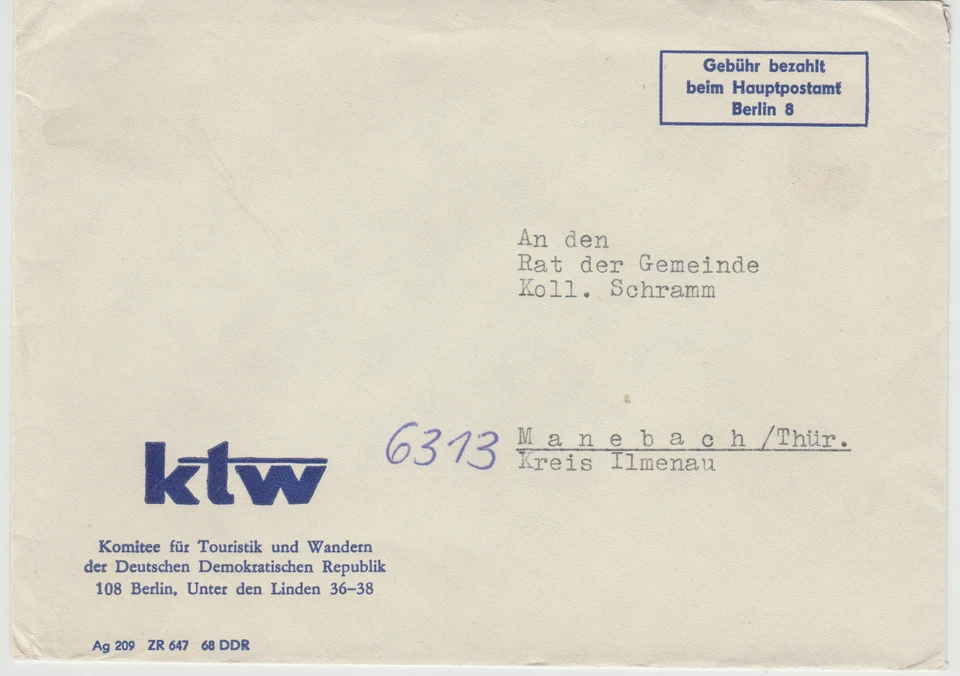 Gebühr bezahlt
beim Hauptpostamt
Berlin 8
An den
Rat der Gemeinde
Koll. Schramm
6313 Manebach/Thür.
Kreis Ilmenau
ktw
Komitee für Touristik und Wandern
der Deutschen Demokratischen Republik
108 Berlin, Unter den Linden 36–38
Ag 209 ZR 647 68 DDR